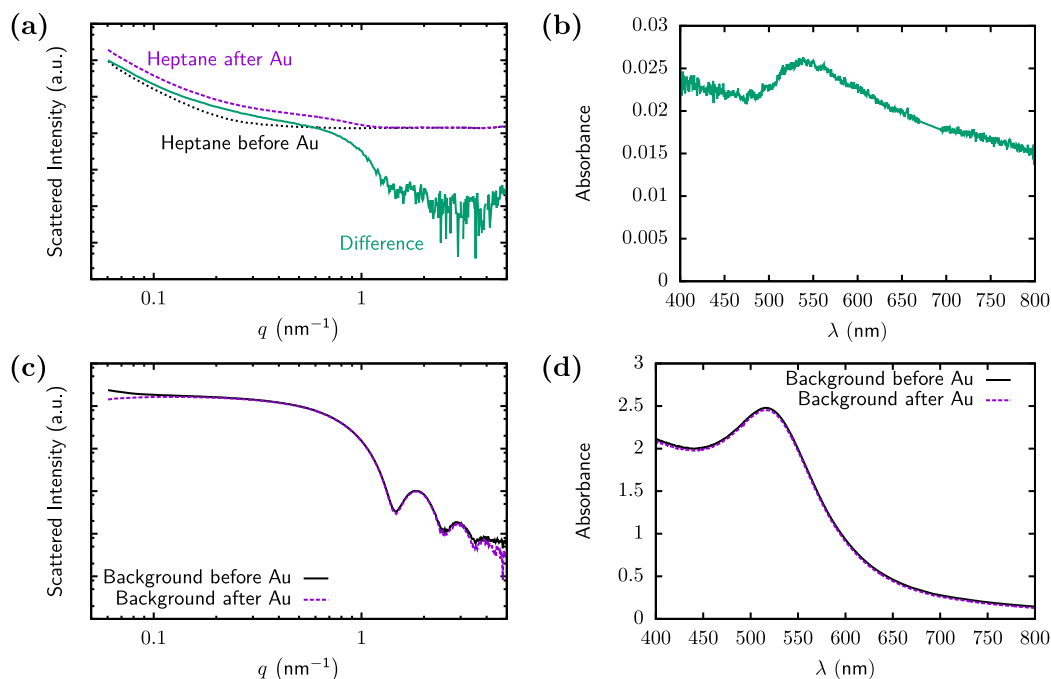 (a)
Scattered Intensity (a.u.)
Heptane after Au
Heptane before Au
Difference
0.1
1
q (nm⁻¹)
(b)
Absorbance
0.03
0.025
0.02
0.015
0.01
0.005
0
400 450 500 550 600 650 700 750 800
λ (nm)
(c)
Scattered Intensity (a.u.)
Background before Au
Background after Au
0.1
1
q (nm⁻¹)
(d)
Absorbance
3
2.5
2
1.5
1
0.5
0
Background before Au
Background after Au
400 450 500 550 600 650 700 750 800
λ (nm)